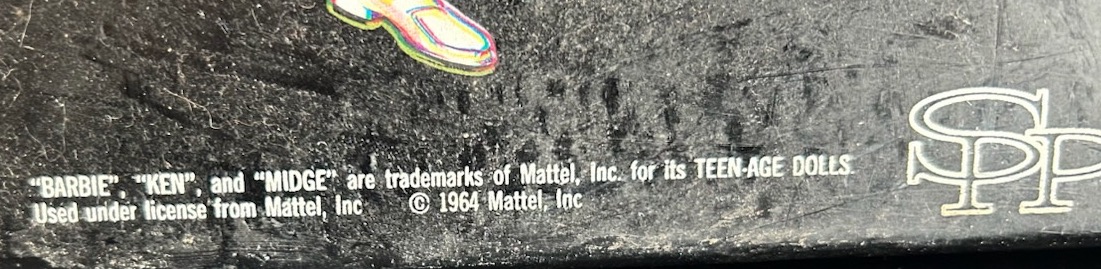 "BARBIE", "KEN", and "MIDGE" are trademarks of Mattel, Inc. for its TEEN-AGE DOLLS.
Used under license from Mattel, Inc © 1964 Mattel, Inc
SPP